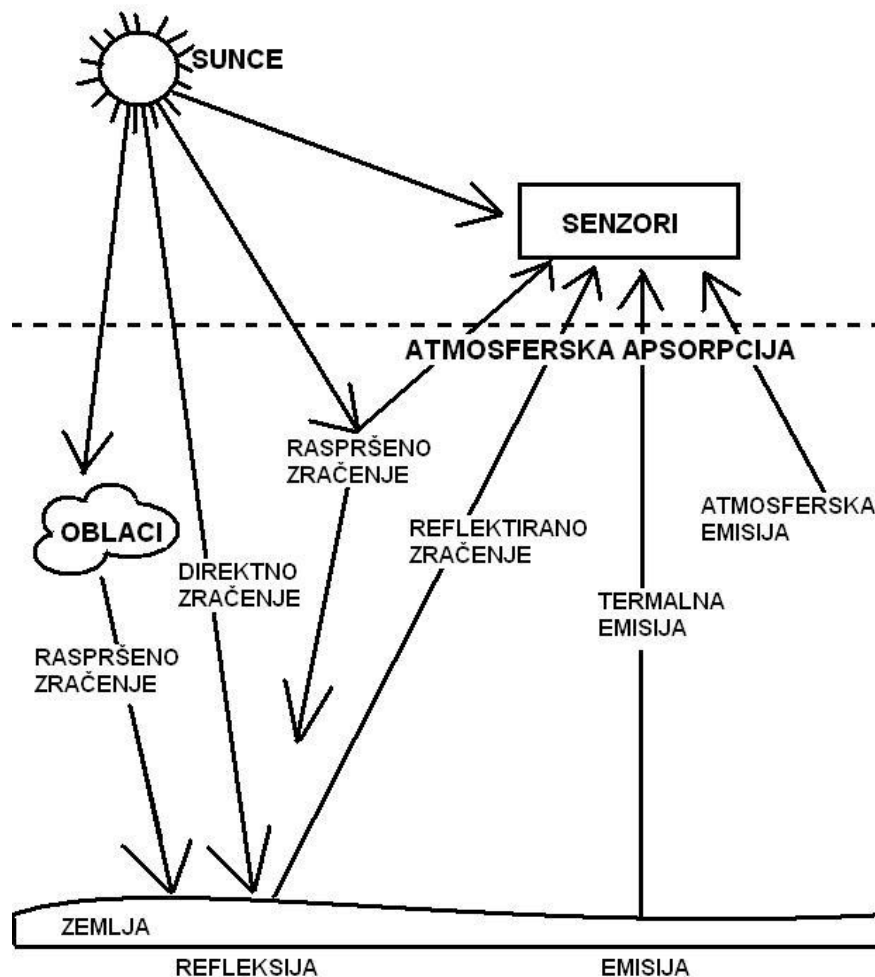 SUNCE
SENZORI
ATMOSFERSKA APSORPCIJA
RASPRŠENO
ZRAČENJE
ATMOSFERSKA
EMISIJA
OBLACI
REFLEKTIRANO
ZRAČENJE
DIREKTNO
ZRAČENJE
TERMALNA
EMISIJA
RASPRŠENO
ZRAČENJE
ZEMLJA
REFLEKSIJA
EMISIJA